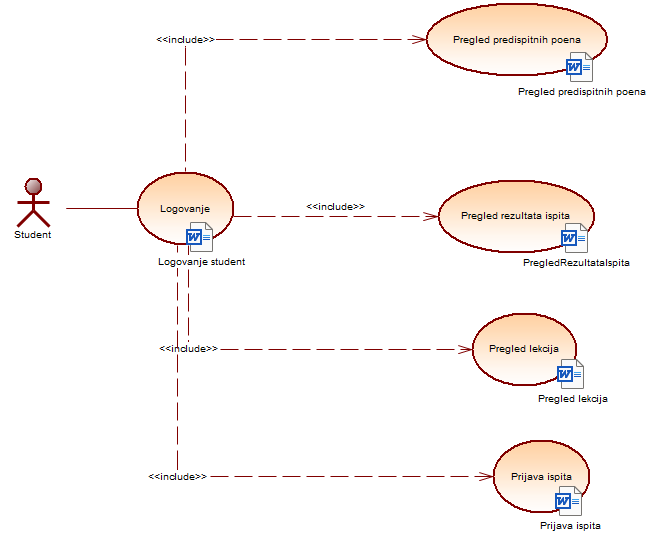 <<include>>
Pregled predispitnih poena
W
Pregled predispitnih poena
Student
Logovanje
W
Logovanje student
<<include>>
Pregled rezultata ispita
W
PregledRezultataIspita
<<include>>
Pregled lekcija
W
Pregled lekcija
<<include>>
Prijava ispita
W
Prijava ispita